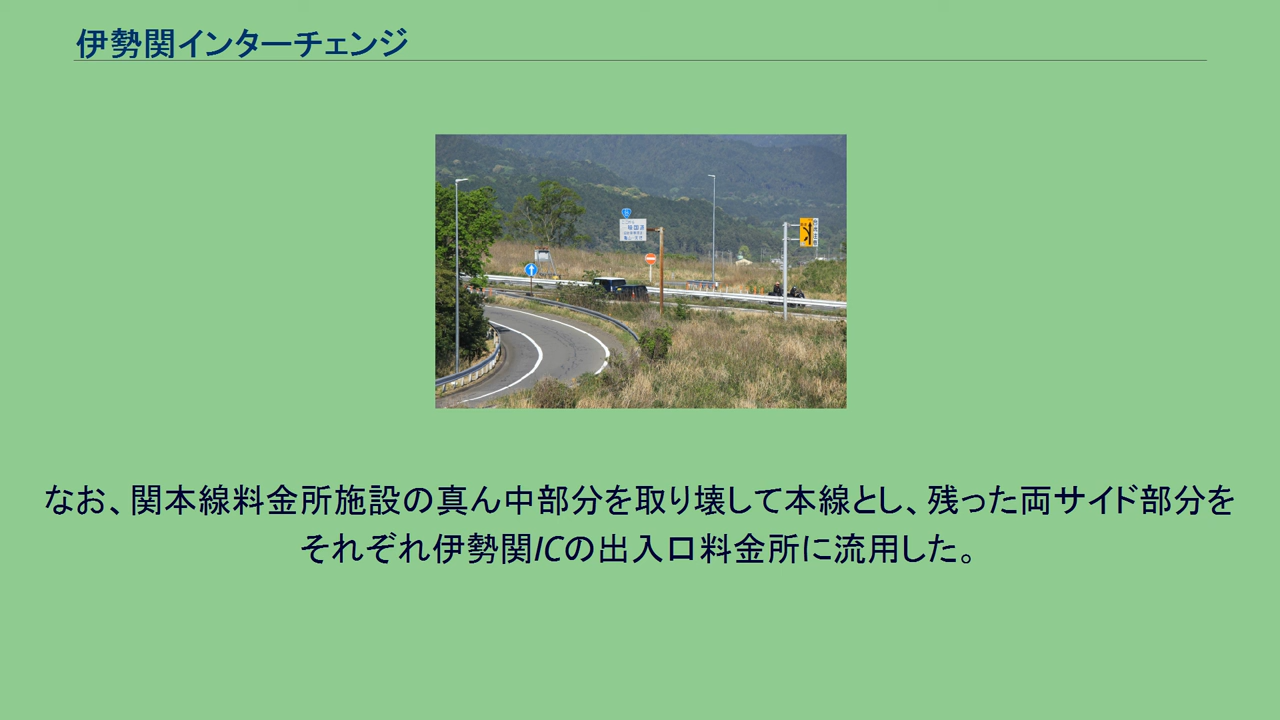 伊勢関インターチェンジ
なお、関本線料金所施設の真ん中部分を取り壊して本線とし、残った両サイド部分を
それぞれ伊勢関ICの出入口料金所に流用した。